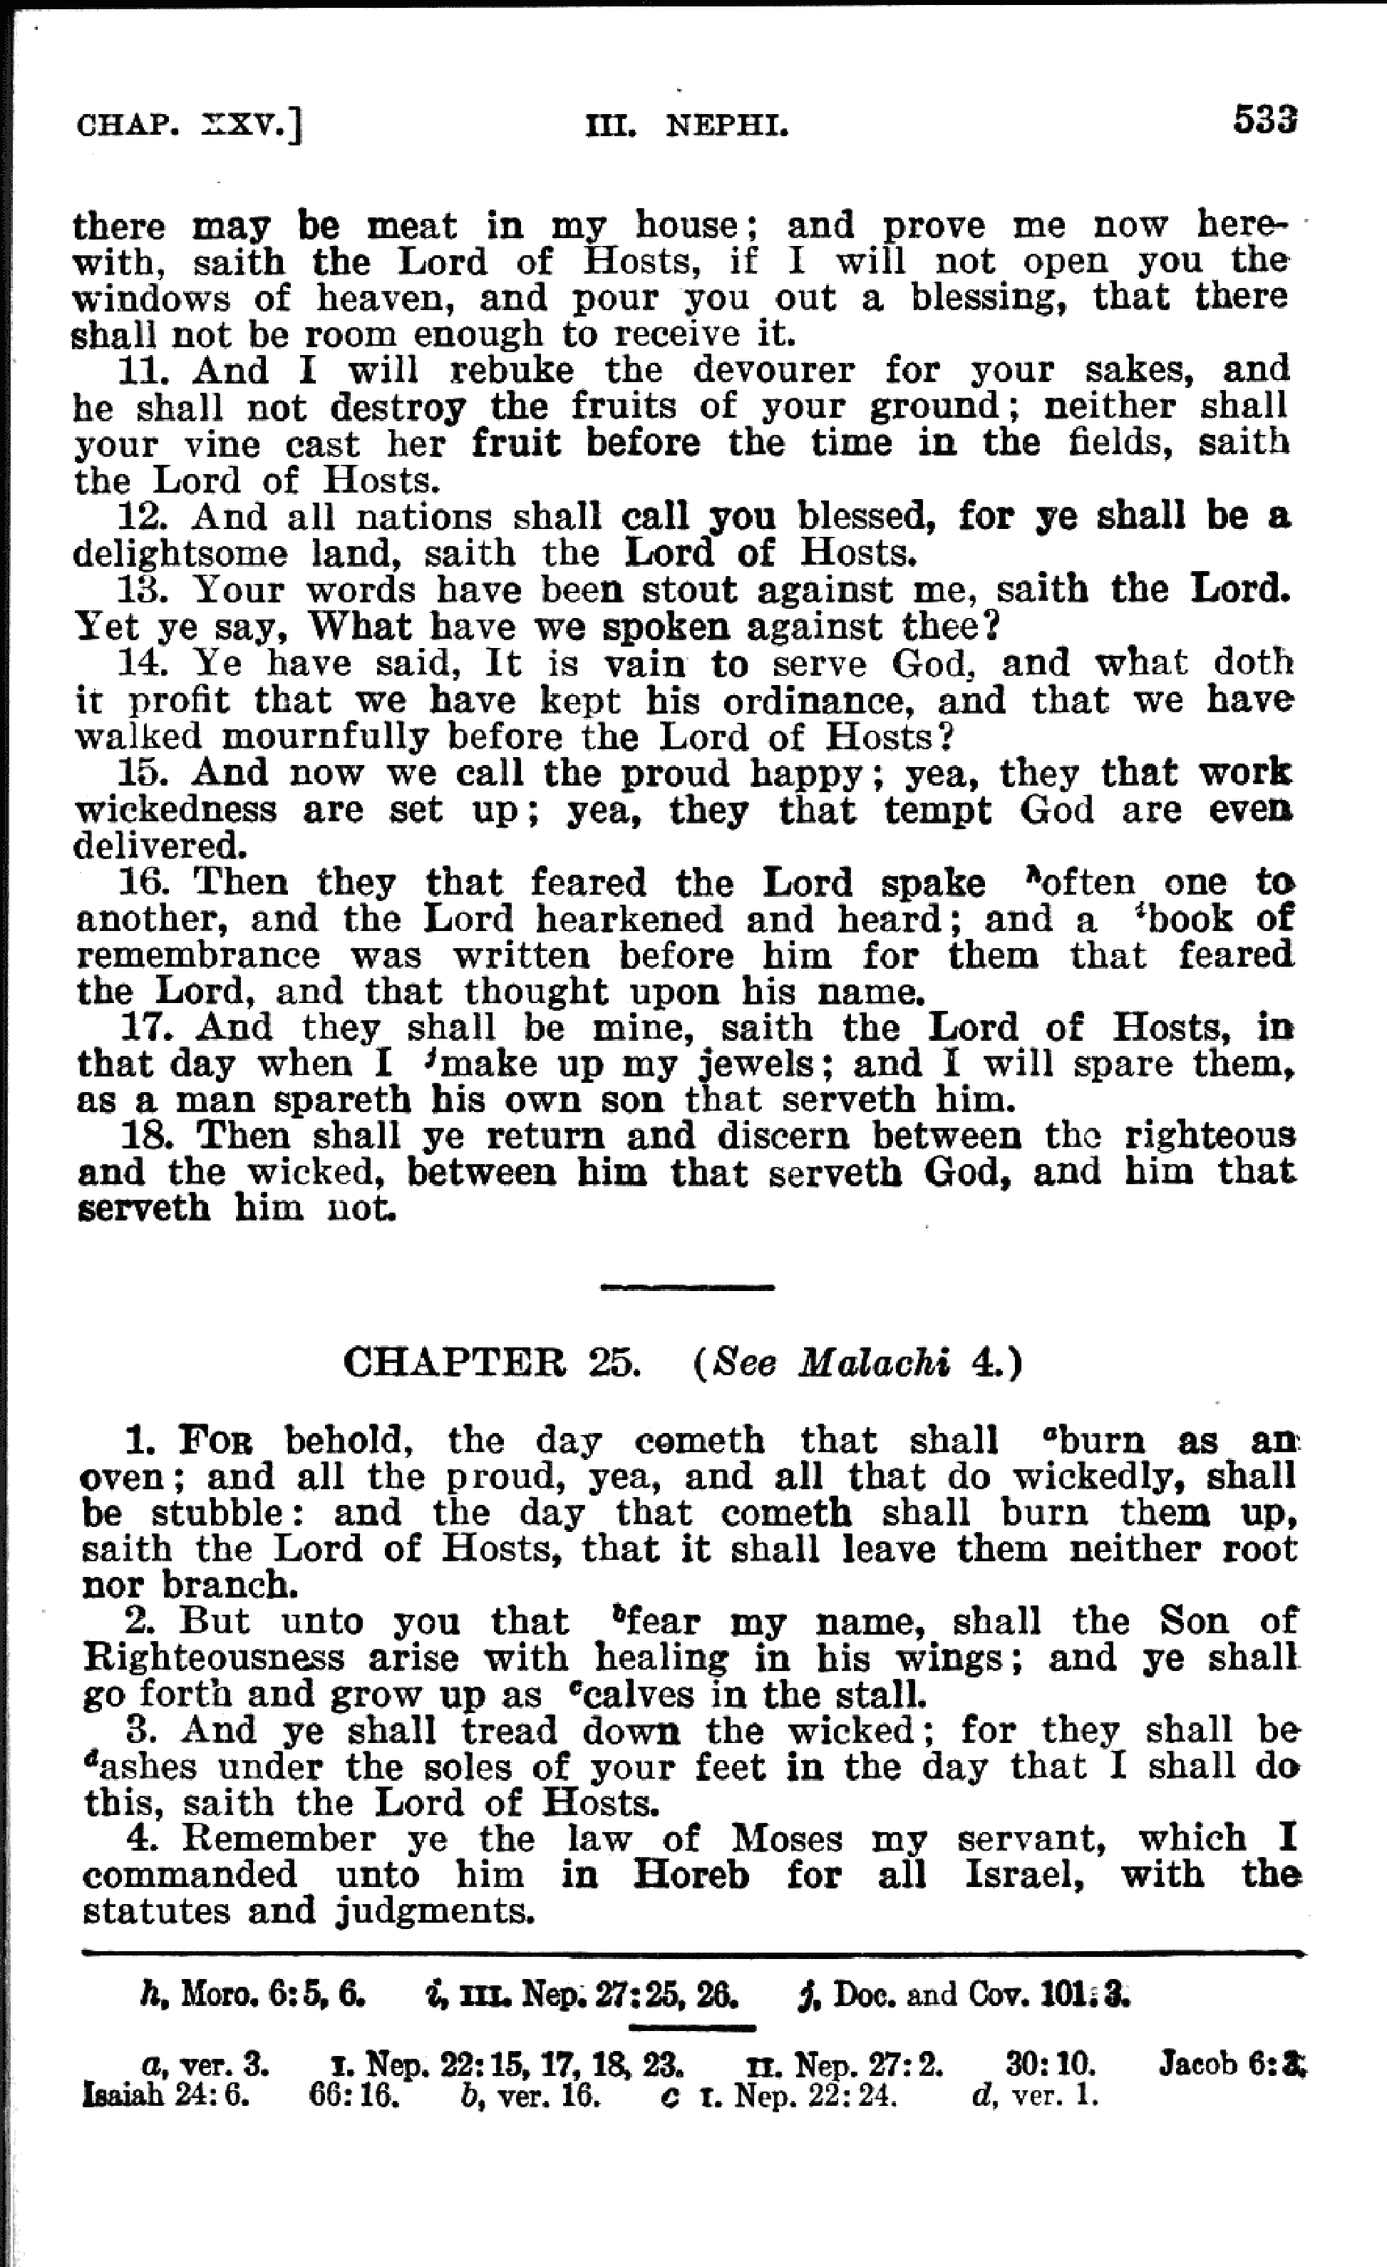 CHAP. XXV.] III. NEPHI. 533
there may be meat in my house; and prove me now here-
with, saith the Lord of Hosts, if I will not open you the
windows of heaven, and pour you out a blessing, that there
shall not be room enough to receive it.
11. And I will rebuke the devourer for your sakes, and
he shall not destroy the fruits of your ground; neither shall
your vine cast her fruit before the time in the fields, saith
the Lord of Hosts.
12. And all nations shall call you blessed, for ye shall be a
delightsome land, saith the Lord of Hosts.
13. Your words have been stout against me, saith the Lord.
Yet ye say, What have we spoken against thee?
14. Ye have said, It is vain to serve God, and what doth
it profit that we have kept his ordinance, and that we have
walked mournfully before the Lord of Hosts?
15. And now we call the proud happy; yea, they that work
wickedness are set up; yea, they that tempt God are even
delivered.
16. Then they that feared the Lord spake ʰoften one to
another, and the Lord hearkened and heard; and a ⁱbook of
remembrance was written before him for them that feared
the Lord, and that thought upon his name.
17. And they shall be mine, saith the Lord of Hosts, in
that day when I ʲmake up my jewels; and I will spare them,
as a man spareth his own son that serveth him.
18. Then shall ye return and discern between the righteous
and the wicked, between him that serveth God, and him that
serveth him not.
CHAPTER 25. (See Malachi 4.)
1. FOR behold, the day cometh that shall ᵃburn as an
oven; and all the proud, yea, and all that do wickedly, shall
be stubble: and the day that cometh shall burn them up,
saith the Lord of Hosts, that it shall leave them neither root
nor branch.
2. But unto you that ᵇfear my name, shall the Son of
Righteousness arise with healing in his wings; and ye shall
go forth and grow up as ᶜcalves in the stall.
3. And ye shall tread down the wicked; for they shall be
ᵈashes under the soles of your feet in the day that I shall do
this, saith the Lord of Hosts.
4. Remember ye the law of Moses my servant, which I
commanded unto him in Horeb for all Israel, with the
statutes and judgments.
h, Moro. 6:5, 6. i, III. Nep. 27:25, 26. j, Doc. and Cov. 101:3.
a, ver. 3. I. Nep. 22:15, 17, 18, 23. II. Nep. 27:2. 30:10. Jacob 6:
Isaiah 24:6. 66:16. b, ver. 16. c I. Nep. 22:24. d, ver. 1.